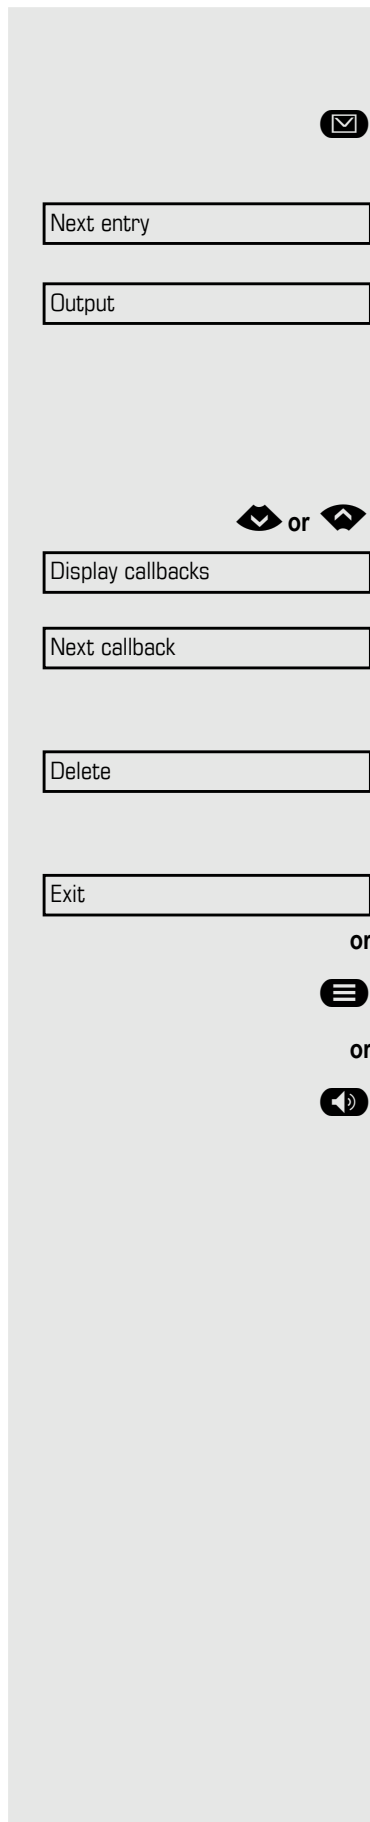 Next entry
Output
or
Display callbacks
Next callback
Delete
Exit
or
or